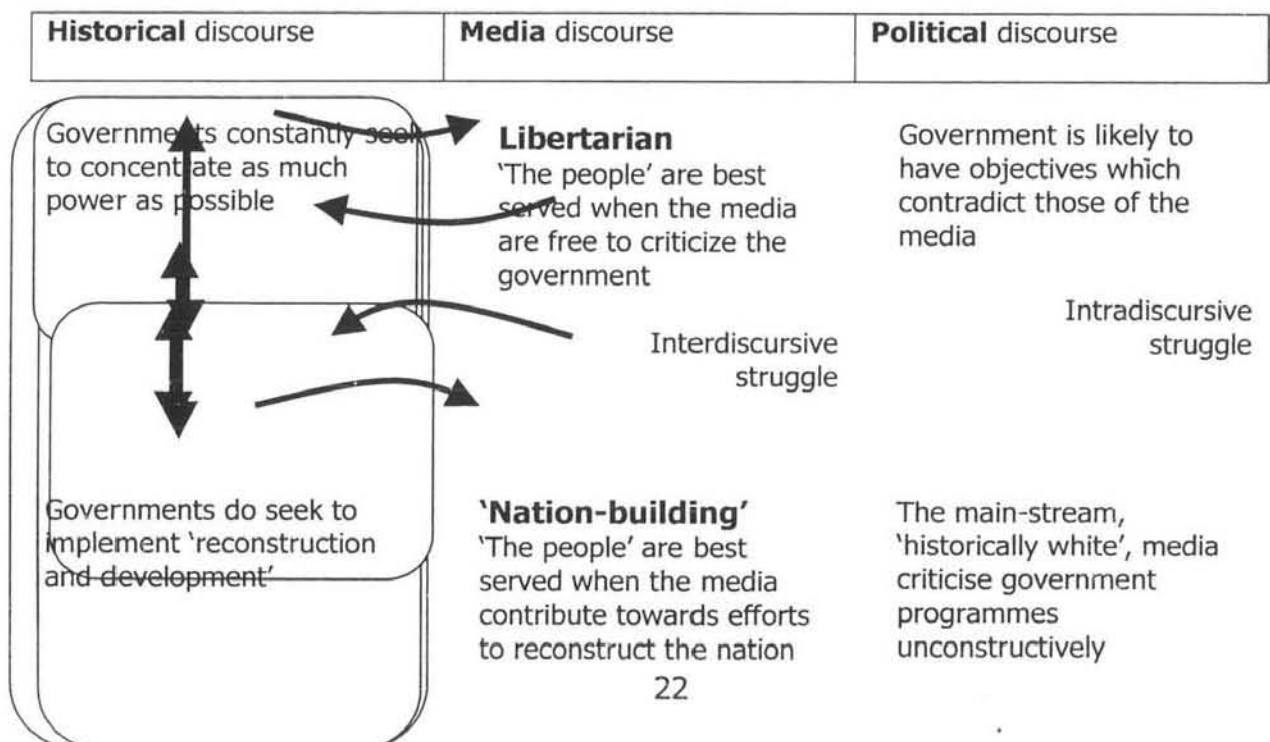 Historical discourse
Media discourse
Political discourse
Governments constantly seek
to concentrate as much
power as possible
Libertarian
‘The people’ are best
served when the media
are free to criticize the
government
Government is likely to
have objectives which
contradict those of the
media
Interdiscursive
struggle
Intradiscursive
struggle
Governments do seek to
implement ‘reconstruction
and development’
‘Nation-building’
‘The people’ are best
served when the media
contribute towards efforts
to reconstruct the nation
The main-stream,
‘historically white’, media
criticise government
programmes
unconstructively
22